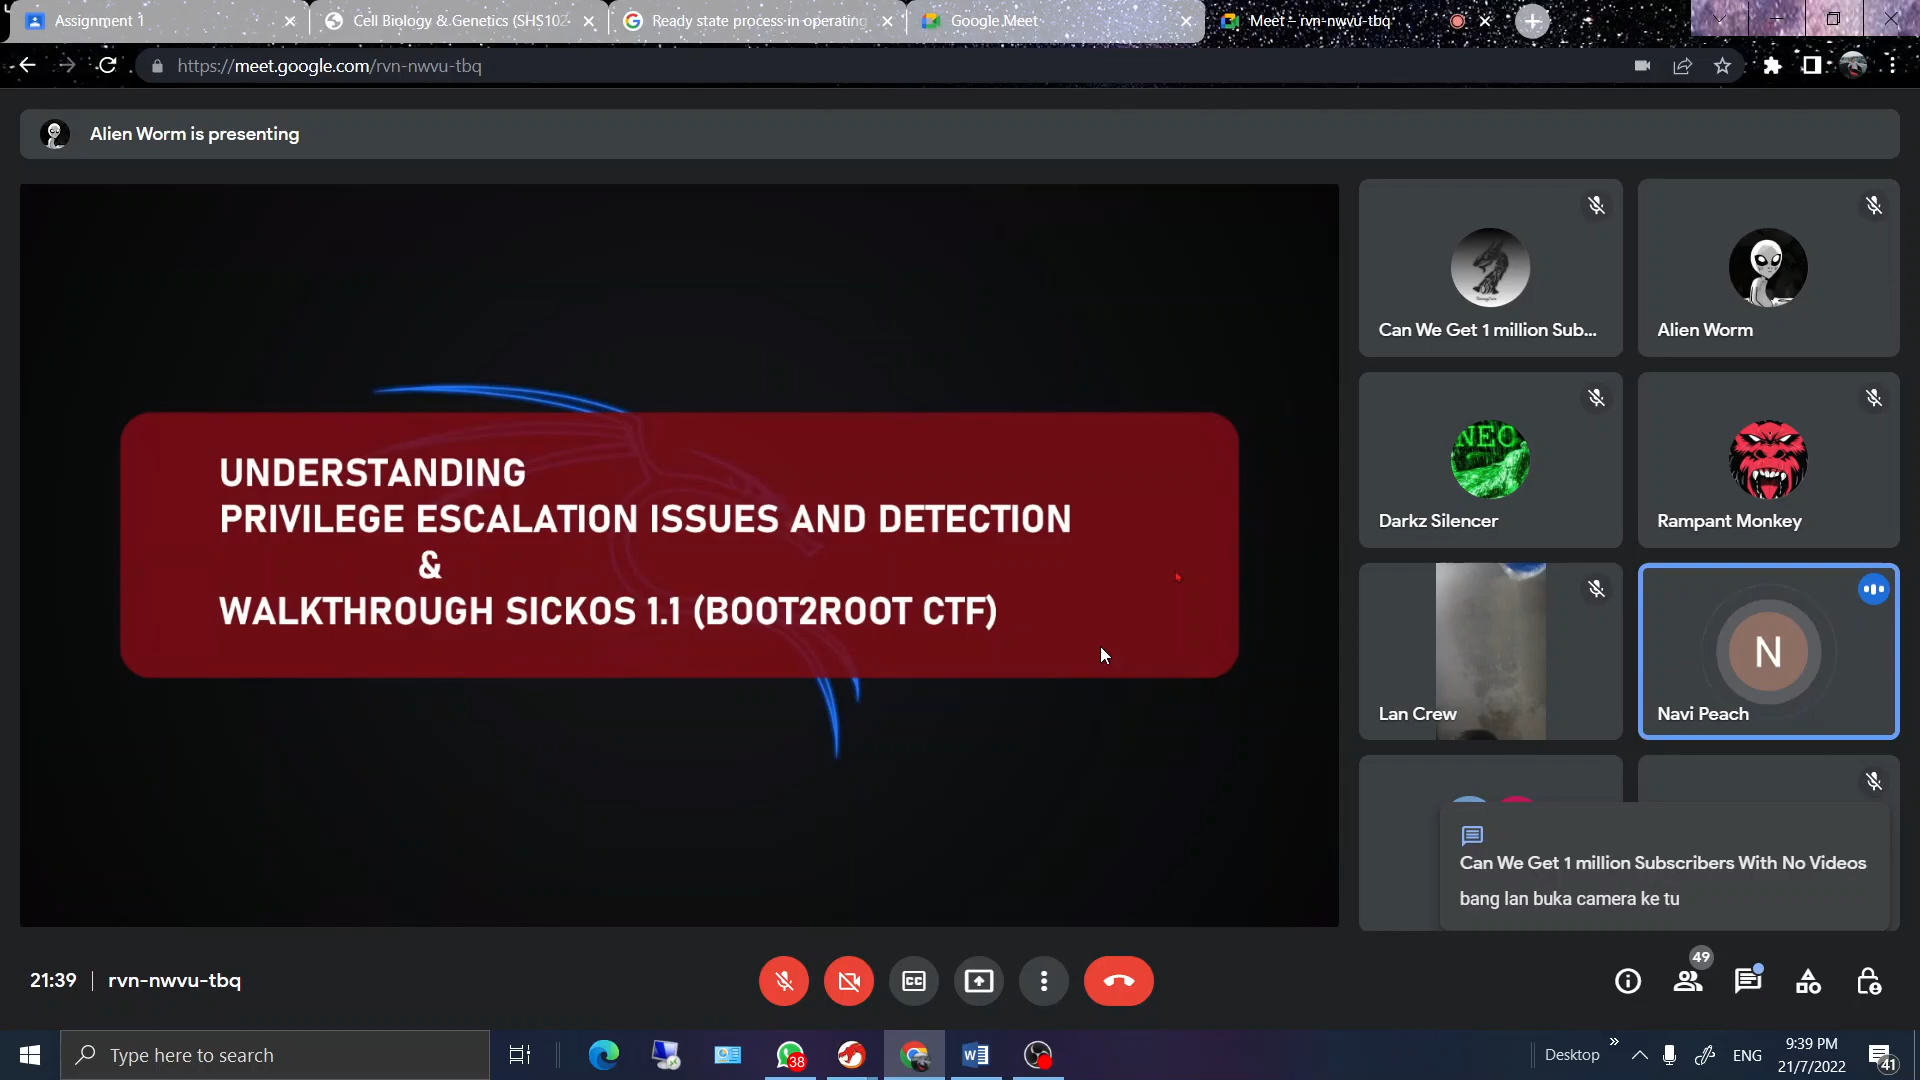 Assignment 1
Cell Biology & Genetics (SHS102-
Ready state process in operating
Google Meet
Meet – rvn-nwvu-tbq
https://meet.google.com/rvn-nwvu-tbq
Alien Worm is presenting
UNDERSTANDING
PRIVILEGE ESCALATION ISSUES AND DETECTION
&
WALKTHROUGH SICKOS 1.1 (BOOT2ROOT CTF)
Can We Get 1 million Sub...
Alien Worm
NEO
Darkz Silencer
Rampant Monkey
Lan Crew
N
Navi Peach
Can We Get 1 million Subscribers With No Videos
bang lan buka camera ke tu
21:39
rvn-nwvu-tbq
CC
49
Type here to search
38
W
Desktop
ENG
9:39 PM
21/7/2022
41